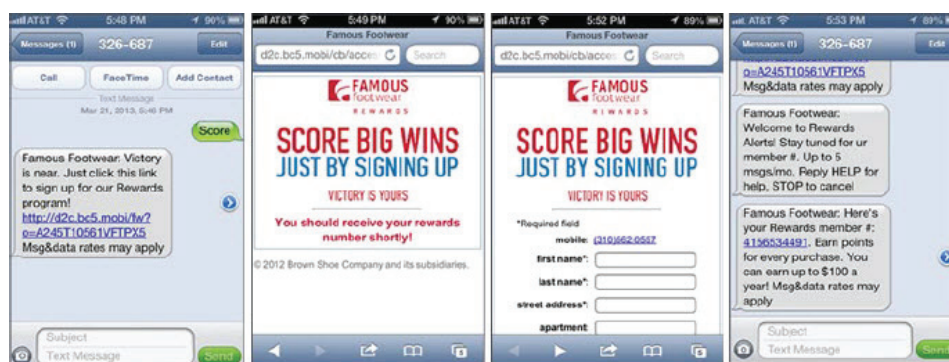 AT&T 5:48 PM 90%
Messages (1) 326-687 Edit
Call FaceTime Add Contact
Text Message
Mar 21, 2013, 5:48 PM
Score
Famous Footwear: Victory
is near. Just click this link
to sign up for our Rewards
program!
http://d2c.bc5.mobi/fw?
o=A245T10561VFTPX5
Msg&data rates may apply
Subject
Text Message Send
AT&T 5:49 PM 90%
Famous Footwear
d2c.bc5.mobi/cb/acces Search
FAMOUS
footwear
REWARDS
SCORE BIG WINS
JUST BY SIGNING UP
VICTORY IS YOURS
You should receive your rewards
number shortly!
© 2012 Brown Shoe Company and its subsidiaries.
AT&T 5:52 PM 89%
Famous Footwear
d2c.bc5.mobi/cb/acces Search
FAMOUS
footwear
REWARDS
SCORE BIG WINS
JUST BY SIGNING UP
VICTORY IS YOURS
*Required field
mobile: (310)662-0557
first name*:
last name*:
street address*:
apartment
AT&T 5:53 PM 89%
Messages (1) 326-687 Edit
o=A245T10561VFTPX5
Msg&data rates may apply
Famous Footwear:
Welcome to Rewards
Alerts! Stay tuned for ur
member #. Up to 5
msgs/mo. Reply HELP for
help. STOP to cancel
Famous Footwear: Here's
your Rewards member #:
4156534491. Earn points
for every purchase. You
can earn up to $100 a
year! Msg&data rates may
apply
Subject
Text Message Send